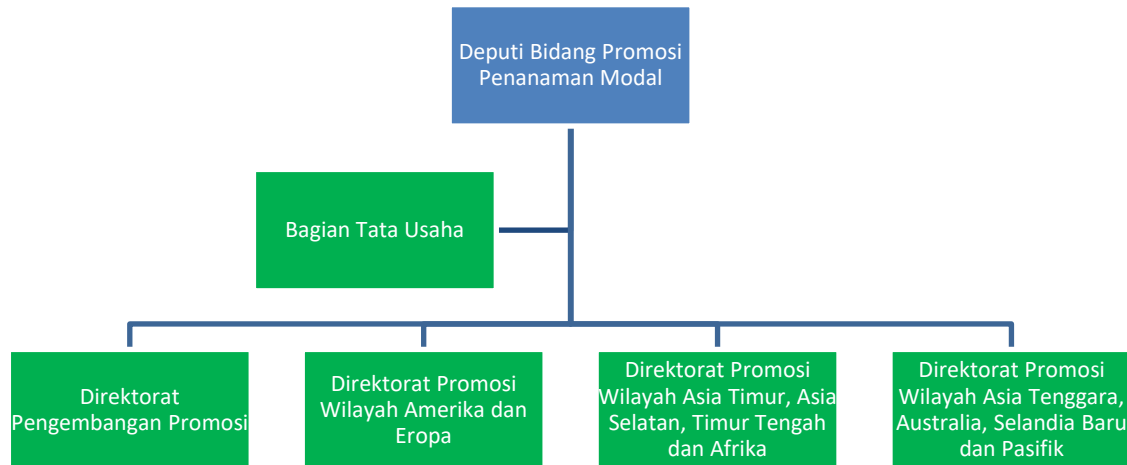 Deputi Bidang Promosi
Penanaman Modal
Bagian Tata Usaha
Direktorat
Pengembangan Promosi
Direktorat Promosi
Wilayah Amerika dan
Eropa
Direktorat Promosi
Wilayah Asia Timur, Asia
Selatan, Timur Tengah
dan Afrika
Direktorat Promosi
Wilayah Asia Tenggara,
Australia, Selandia Baru
dan Pasifik